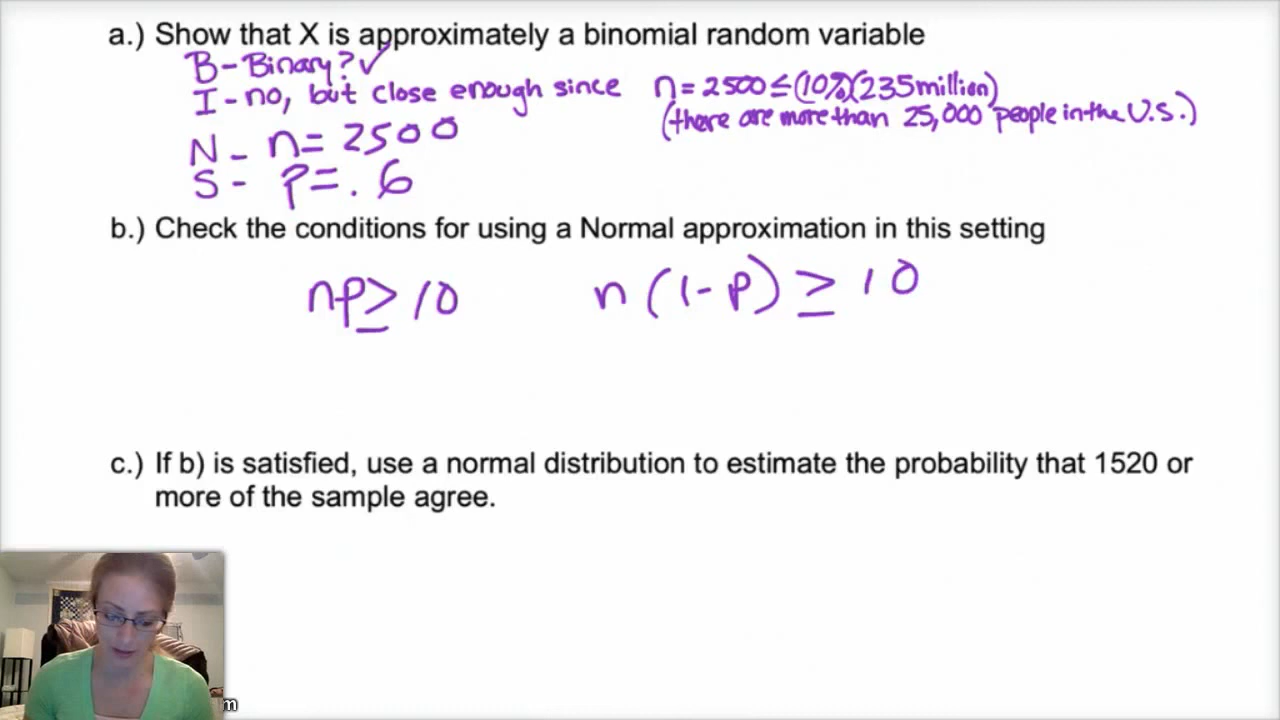 a.) Show that X is approximately a binomial random variable
B - Binary? ✓
I - no, but close enough since n = 2500 ≤ (10%)(235million)
(there are more than 25,000 people in the U.S.)
N - n = 2500
S - p = .6
b.) Check the conditions for using a Normal approximation in this setting
np ≥ 10 n (1 - p) ≥ 10
c.) If b) is satisfied, use a normal distribution to estimate the probability that 1520 or
more of the sample agree.
m